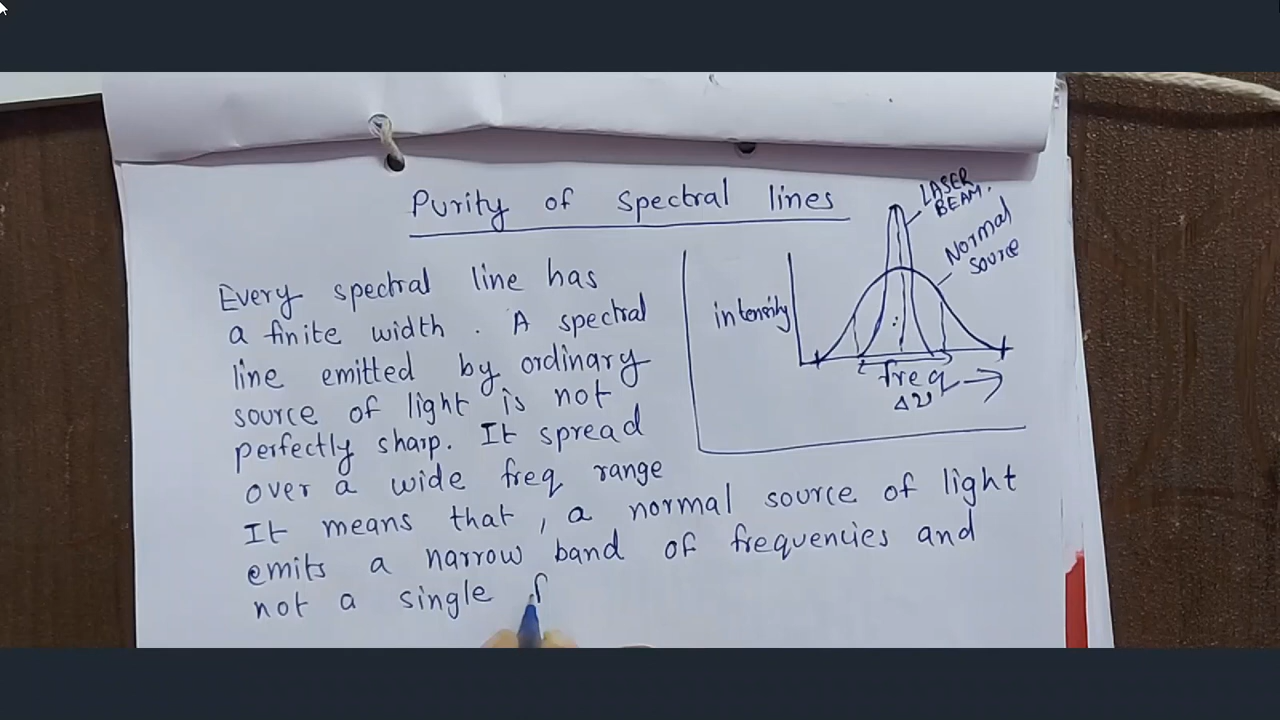 Purity of spectral lines
LASER
BEAM.
Normal
source
intensity
freq
Δν
Every spectral line has
a finite width . A spectral
line emitted by ordinary
source of light is not
perfectly sharp. It spread
over a wide freq range
It means that , a normal source of light
emits a narrow band of frequencies and
not a single f